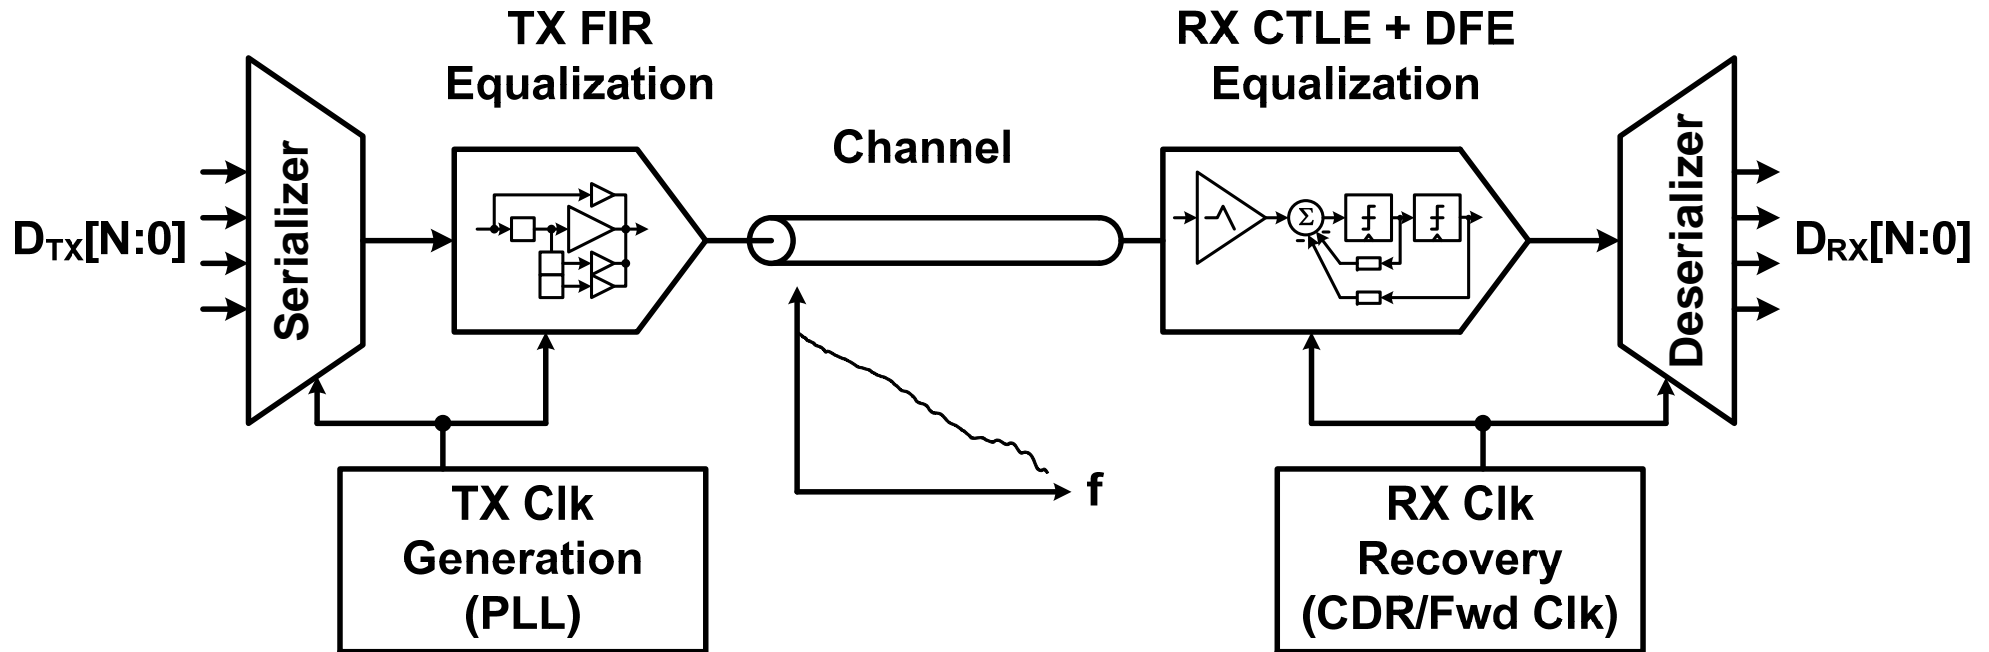 TX FIR
Equalization
RX CTLE + DFE
Equalization
Channel
Serializer
Deserializer
DTX[N:0]
DRX[N:0]
Σ
-
-
f
TX Clk
Generation
(PLL)
RX Clk
Recovery
(CDR/Fwd Clk)